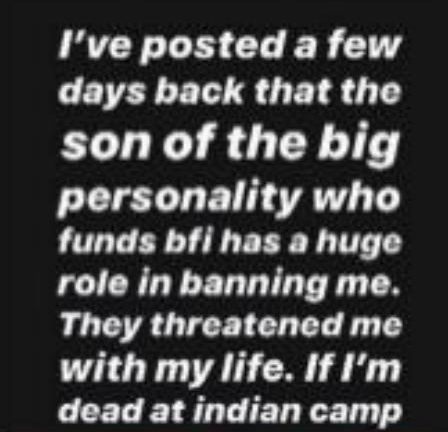 I've posted a few
days back that the
son of the big
personality who
funds bfi has a huge
role in banning me.
They threatened me
with my life. If I'm
dead at indian camp